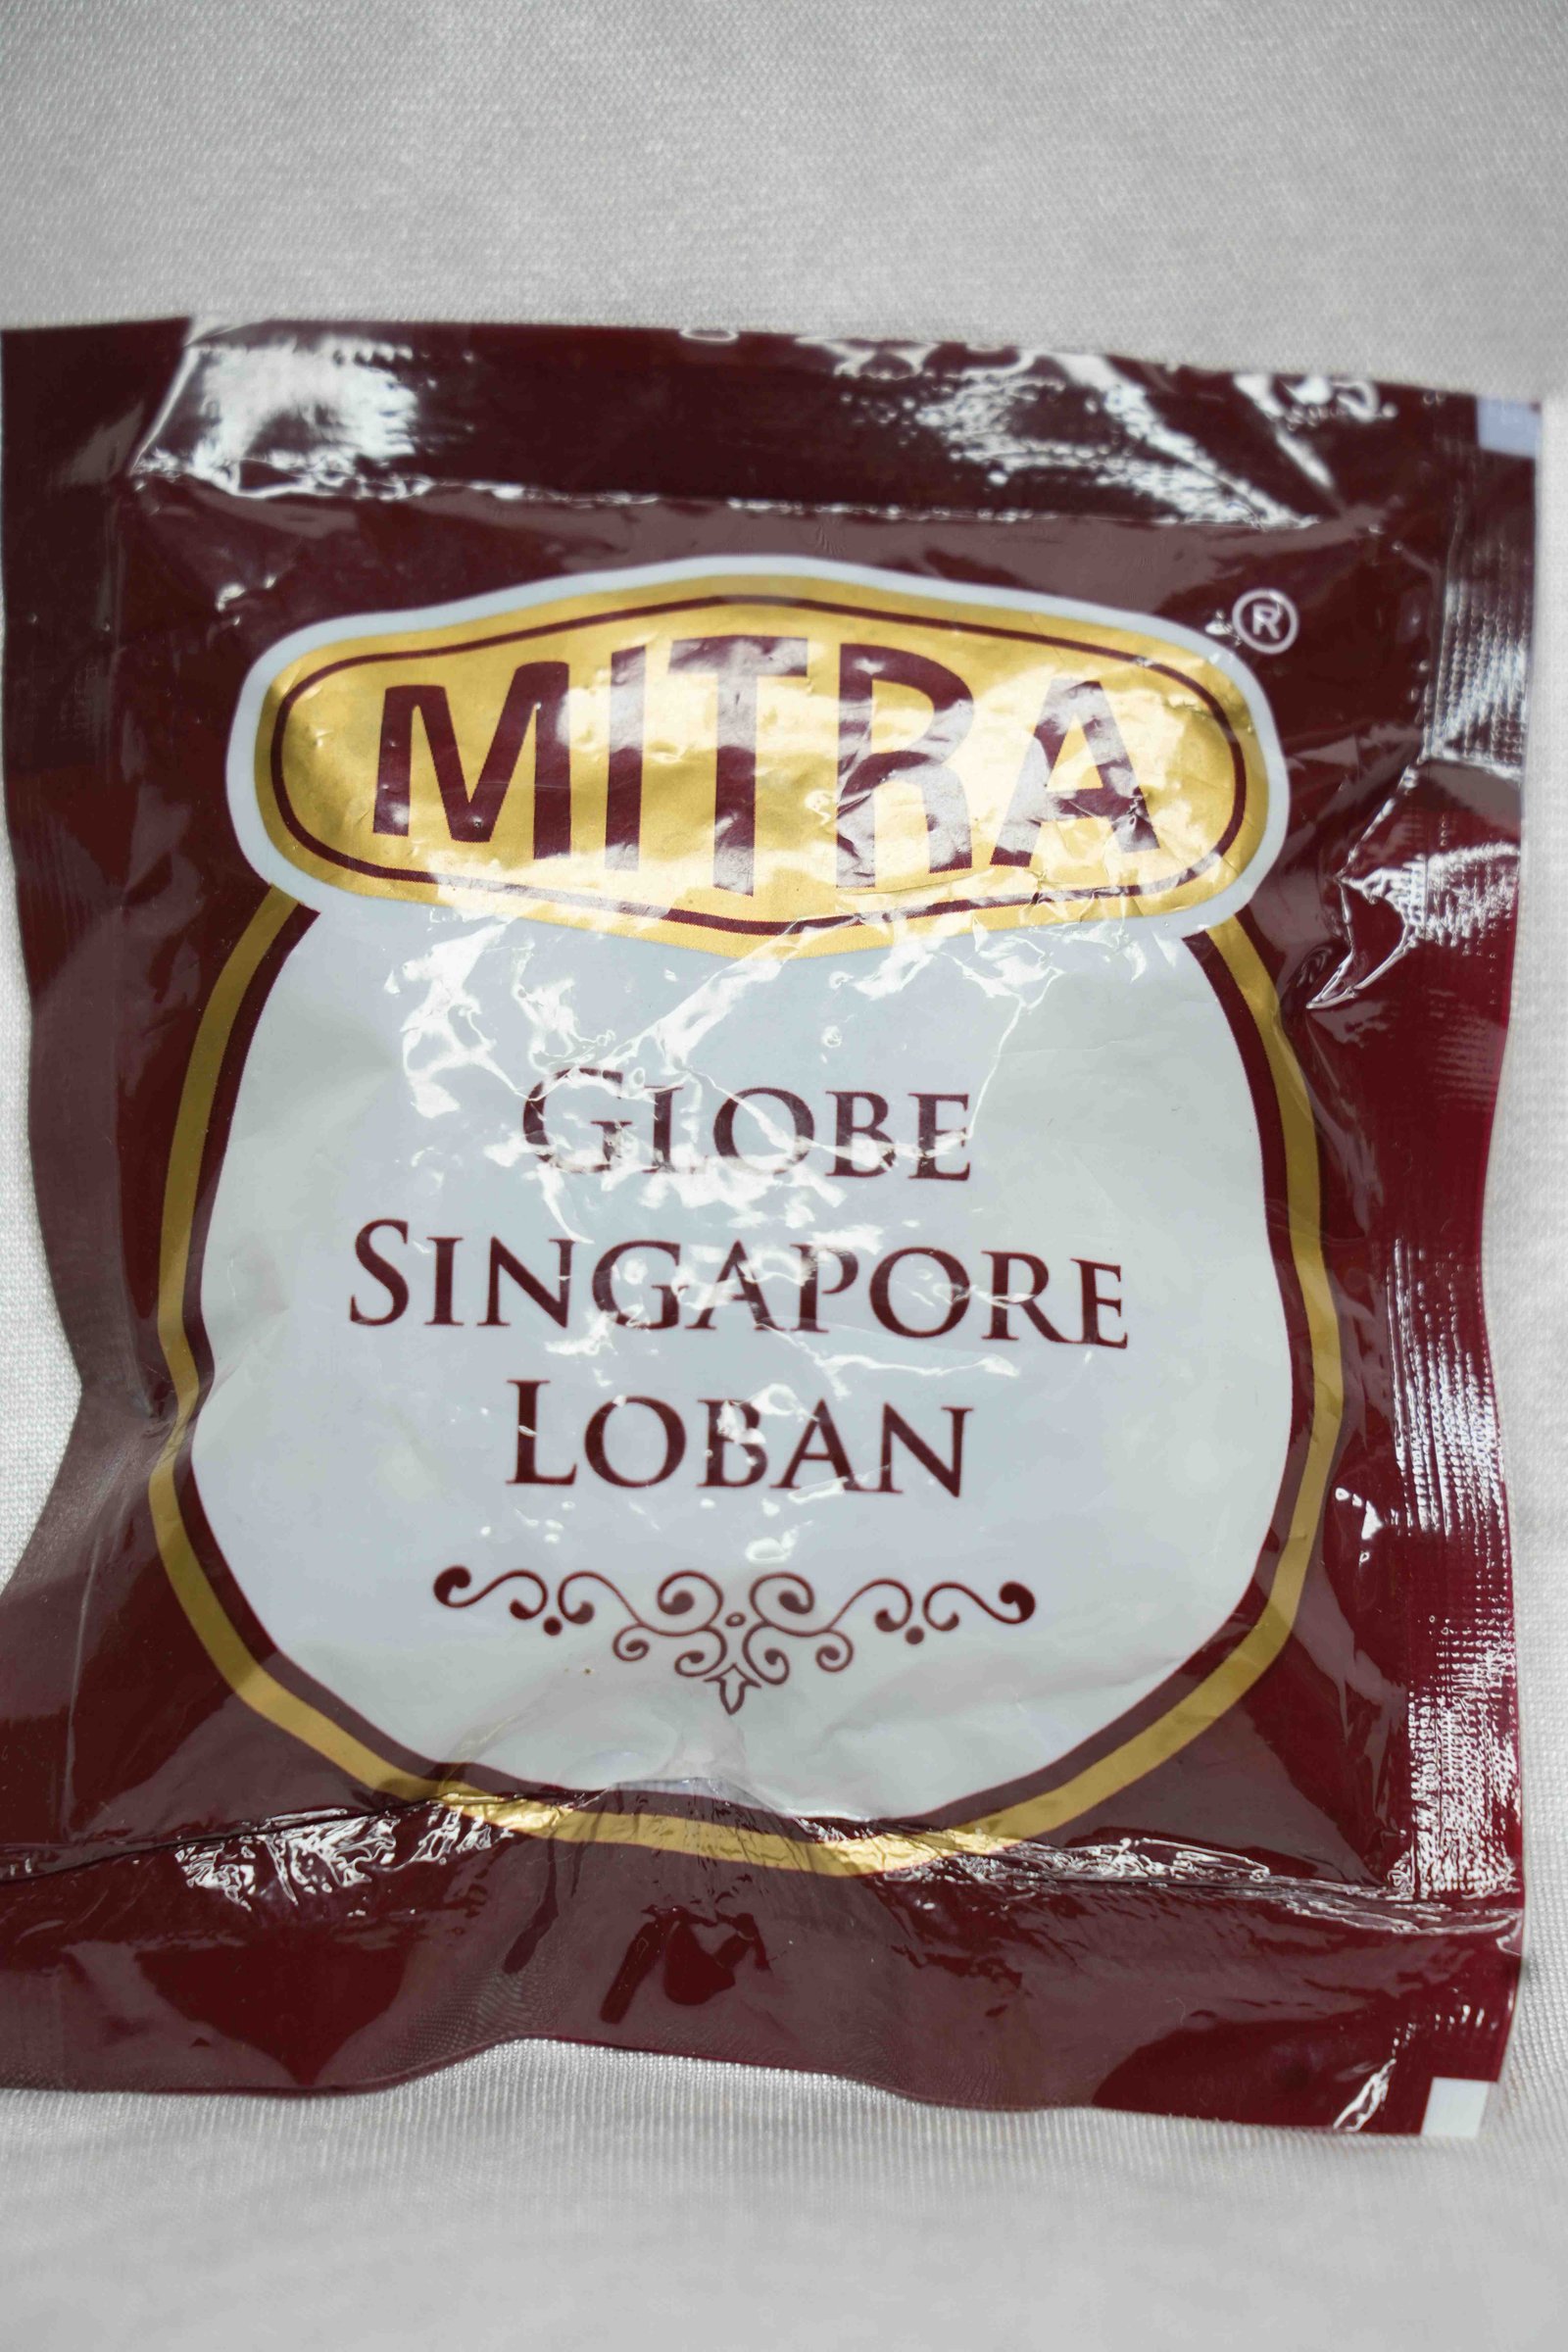 MITRA ®
GLOBE
SINGAPORE
LOBAN